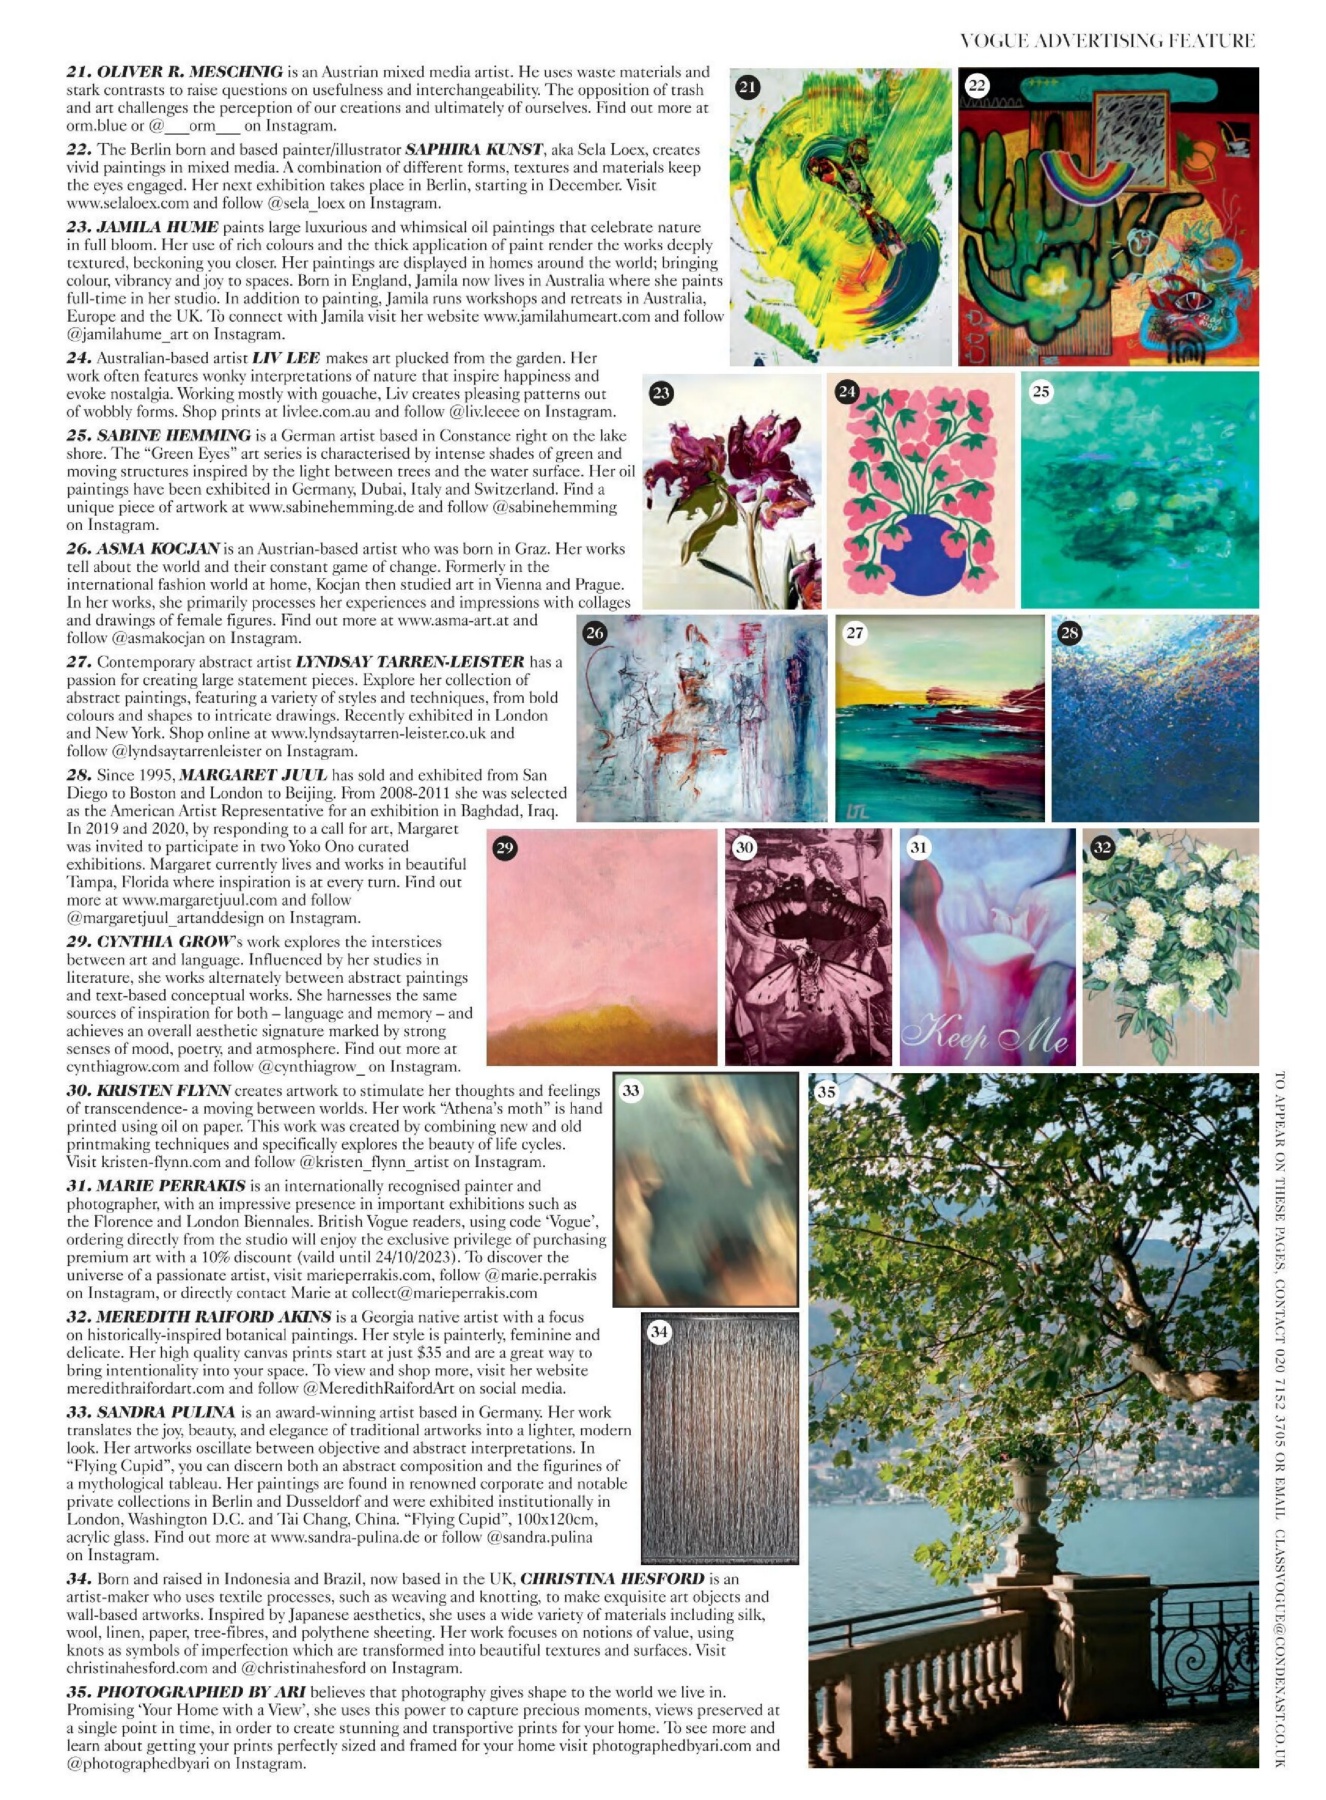 VOGUE ADVERTISING FEATURE
21. OLIVER R. MESCHNIG is an Austrian mixed media artist. He uses waste materials and
stark contrasts to raise questions on usefulness and interchangeability. The opposition of trash
and art challenges the perception of our creations and ultimately of ourselves. Find out more at
orm.blue or @___orm___ on Instagram.
22. The Berlin born and based painter/illustrator SAPHIRA KUNST, aka Sela Loex, creates
vivid paintings in mixed media. A combination of different forms, textures and materials keep
the eyes engaged. Her next exhibition takes place in Berlin, starting in December. Visit
www.selaloex.com and follow @sela_loex on Instagram.
23. JAMILA HUME paints large luxurious and whimsical oil paintings that celebrate nature
in full bloom. Her use of rich colours and the thick application of paint render the works deeply
textured, beckoning you closer. Her paintings are displayed in homes around the world; bringing
colour, vibrancy and joy to spaces. Born in England, Jamila now lives in Australia where she paints
full-time in her studio. In addition to painting, Jamila runs workshops and retreats in Australia,
Europe and the UK. To connect with Jamila visit her website www.jamilahumeart.com and follow
@jamilahume_art on Instagram.
24. Australian-based artist LIV LEE makes art plucked from the garden. Her
work often features wonky interpretations of nature that inspire happiness and
evoke nostalgia. Working mostly with gouache, Liv creates pleasing patterns out
of wobbly forms. Shop prints at livlee.com.au and follow @liv.leeee on Instagram.
25. SABINE HEMMING is a German artist based in Constance right on the lake
shore. The “Green Eyes” art series is characterised by intense shades of green and
moving structures inspired by the light between trees and the water surface. Her oil
paintings have been exhibited in Germany, Dubai, Italy and Switzerland. Find a
unique piece of artwork at www.sabinehemming.de and follow @sabinehemming
on Instagram.
26. ASMA KOCJAN is an Austrian-based artist who was born in Graz. Her works
tell about the world and their constant game of change. Formerly in the
international fashion world at home, Kocjan then studied art in Vienna and Prague.
In her works, she primarily processes her experiences and impressions with collages
and drawings of female figures. Find out more at www.asma-art.at and
follow @asmakocjan on Instagram.
27. Contemporary abstract artist LYNDSAY TARREN-LEISTER has a
passion for creating large statement pieces. Explore her collection of
abstract paintings, featuring a variety of styles and techniques, from bold
colours and shapes to intricate drawings. Recently exhibited in London
and New York. Shop online at www.lyndsaytarren-leister.co.uk and
follow @lyndsaytarrenleister on Instagram.
28. Since 1995, MARGARET JUUL has sold and exhibited from San
Diego to Boston and London to Beijing. From 2008-2011 she was selected
as the American Artist Representative for an exhibition in Baghdad, Iraq.
In 2019 and 2020, by responding to a call for art, Margaret
was invited to participate in two Yoko Ono curated
exhibitions. Margaret currently lives and works in beautiful
Tampa, Florida where inspiration is at every turn. Find out
more at www.margaretjuul.com and follow
@margaretjuul_artanddesign on Instagram.
29. CYNTHIA GROW’s work explores the interstices
between art and language. Influenced by her studies in
literature, she works alternately between abstract paintings
and text-based conceptual works. She harnesses the same
sources of inspiration for both – language and memory – and
achieves an overall aesthetic signature marked by strong
senses of mood, poetry, and atmosphere. Find out more at
cynthiagrow.com and follow @cynthiagrow_ on Instagram.
30. KRISTEN FLYNN creates artwork to stimulate her thoughts and feelings
of transcendence- a moving between worlds. Her work “Athena’s moth” is hand
printed using oil on paper. This work was created by combining new and old
printmaking techniques and specifically explores the beauty of life cycles.
Visit kristen-flynn.com and follow @kristen_flynn_artist on Instagram.
31. MARIE PERRAKIS is an internationally recognised painter and
photographer, with an impressive presence in important exhibitions such as
the Florence and London Biennales. British Vogue readers, using code ‘Vogue’,
ordering directly from the studio will enjoy the exclusive privilege of purchasing
premium art with a 10% discount (vaild until 24/10/2023). To discover the
universe of a passionate artist, visit marieperrakis.com, follow @marie.perrakis
on Instagram, or directly contact Marie at collect@marieperrakis.com
32. MEREDITH RAIFORD AKINS is a Georgia native artist with a focus
on historically-inspired botanical paintings. Her style is painterly, feminine and
delicate. Her high quality canvas prints start at just $35 and are a great way to
bring intentionality into your space. To view and shop more, visit her website
meredithraifordart.com and follow @MeredithRaifordArt on social media.
33. SANDRA PULINA is an award-winning artist based in Germany. Her work
translates the joy, beauty, and elegance of traditional artworks into a lighter, modern
look. Her artworks oscillate between objective and abstract interpretations. In
“Flying Cupid”, you can discern both an abstract composition and the figurines of
a mythological tableau. Her paintings are found in renowned corporate and notable
private collections in Berlin and Dusseldorf and were exhibited institutionally in
London, Washington D.C. and Tai Chang, China. “Flying Cupid”, 100x120cm,
acrylic glass. Find out more at www.sandra-pulina.de or follow @sandra.pulina
on Instagram.
34. Born and raised in Indonesia and Brazil, now based in the UK, CHRISTINA HESFORD is an
artist-maker who uses textile processes, such as weaving and knotting, to make exquisite art objects and
wall-based artworks. Inspired by Japanese aesthetics, she uses a wide variety of materials including silk,
wool, linen, paper, tree-fibres, and polythene sheeting. Her work focuses on notions of value, using
knots as symbols of imperfection which are transformed into beautiful textures and surfaces. Visit
christinahesford.com and @christinahesford on Instagram.
35. PHOTOGRAPHED BY ARI believes that photography gives shape to the world we live in.
Promising ‘Your Home with a View’, she uses this power to capture precious moments, views preserved at
a single point in time, in order to create stunning and transportive prints for your home. To see more and
learn about getting your prints perfectly sized and framed for your home visit photographedbyari.com and
@photographedbyari on Instagram.
21
22
23
24
25
26
27
LTL
28
29
30
31
Keep Me
32
33
34
35
TO APPEAR ON THESE PAGES, CONTACT 020 7152 3705 OR EMAIL CLASSVOGUE@CONDENAST.CO.UK